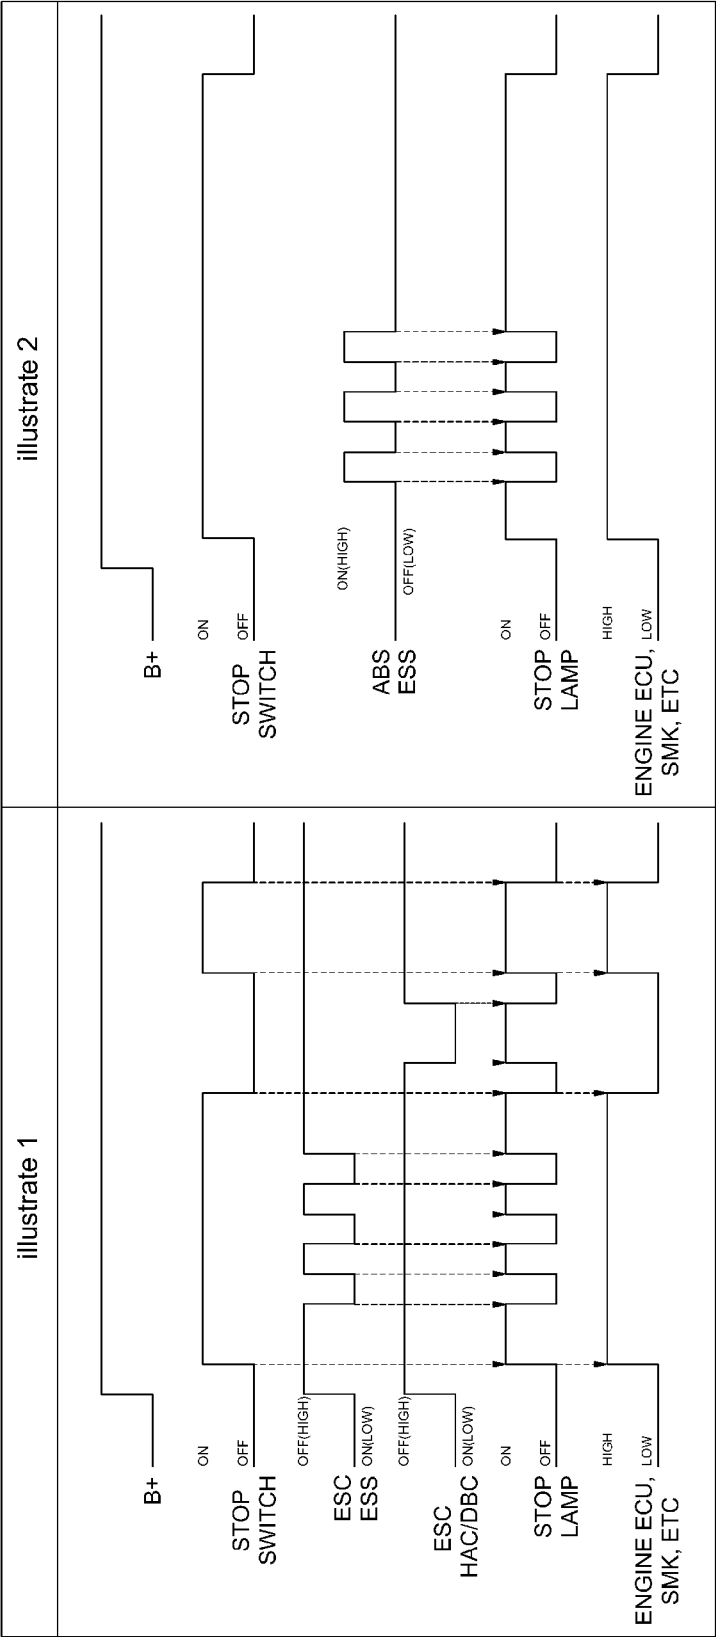 illustrate 1
B+
STOP
SWITCH
ON
OFF
ESC
ESS
OFF(HIGH)
ON(LOW)
ESC
HAC/DBC
OFF(HIGH)
ON(LOW)
STOP
LAMP
ON
OFF
ENGINE ECU,
SMK, ETC
HIGH
LOW
illustrate 2
B+
STOP
SWITCH
ON
OFF
ABS
ESS
ON(HIGH)
OFF(LOW)
STOP
LAMP
ON
OFF
ENGINE ECU,
SMK, ETC
HIGH
LOW